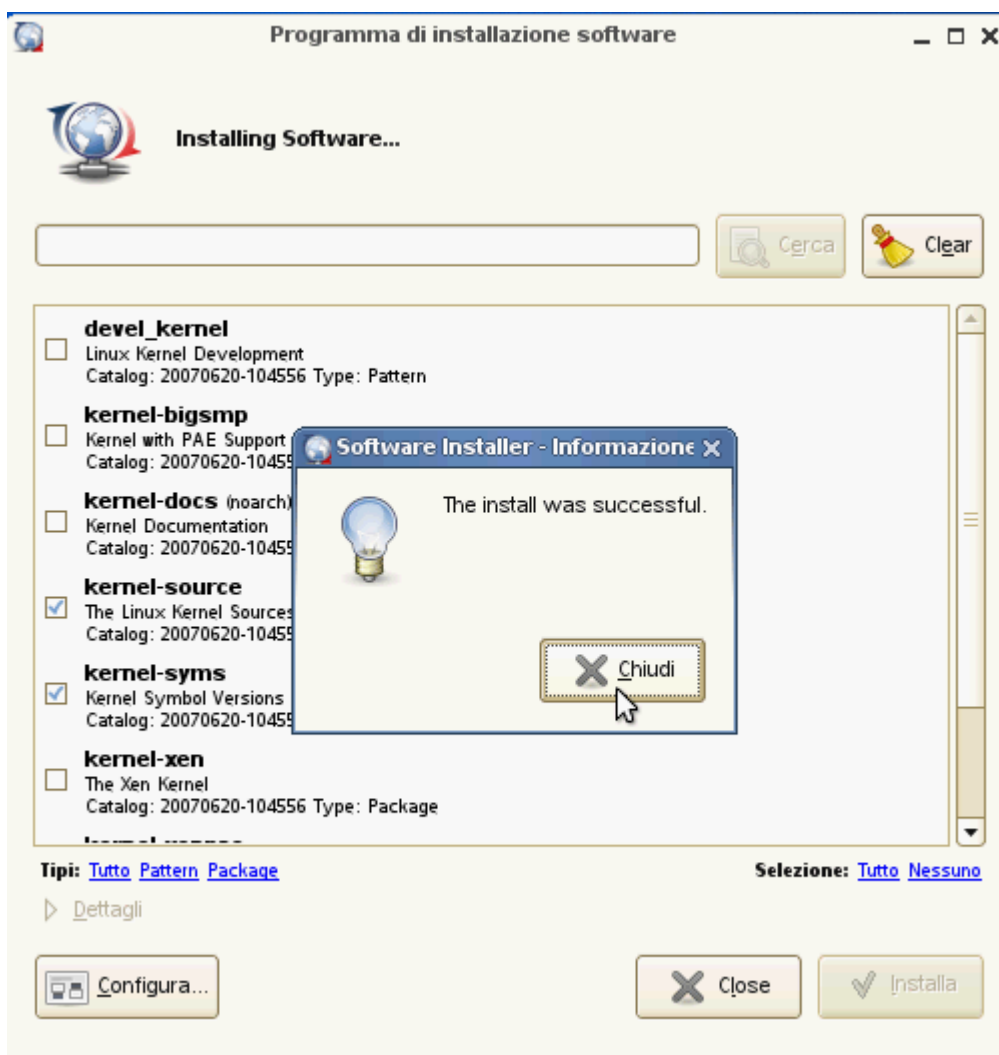 Programma di installazione software
Installing Software...
Cerca
Clear
devel_kernel
Linux Kernel Development
Catalog: 20070620-104556 Type: Pattern
kernel-bigsmp
Kernel with PAE Support
Catalog: 20070620-10455
kernel-docs (noarch)
Kernel Documentation
Catalog: 20070620-10455
kernel-source
The Linux Kernel Sources
Catalog: 20070620-10455
kernel-syms
Kernel Symbol Versions
Catalog: 20070620-10455
kernel-xen
The Xen Kernel
Catalog: 20070620-104556 Type: Package
Software Installer - Informazione
The install was successful.
Chiudi
Tipi: Tutto Pattern Package
Selezione: Tutto Nessuno
Dettagli
Configura...
Close
Installa